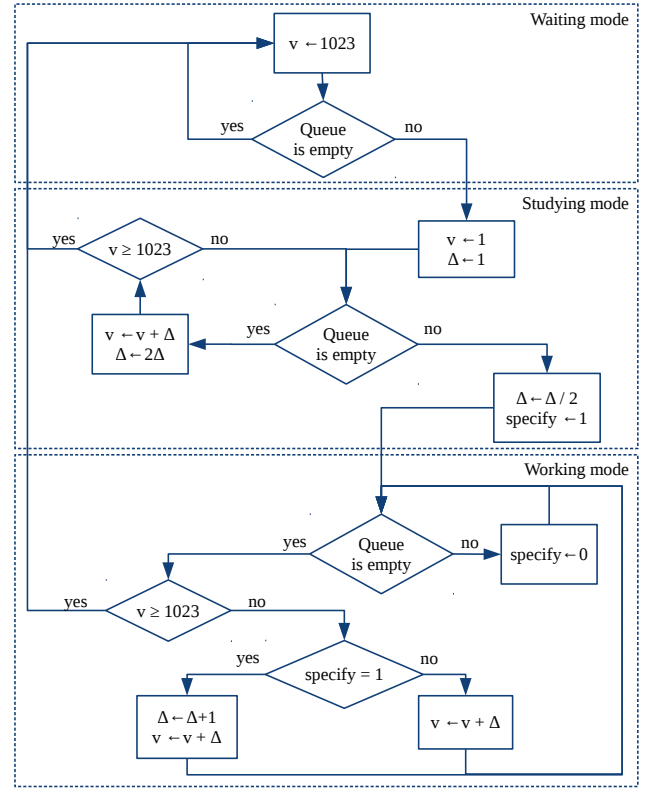 Waiting mode
v ←1023
Queue
is empty
yes
no
Studying mode
v ←1
Δ←1
yes
v ≥ 1023
no
v ←v + Δ
Δ←2Δ
yes
Queue
is empty
no
Δ←Δ / 2
specify ←1
Working mode
yes
Queue
is empty
no
specify←0
yes
v ≥ 1023
no
yes
specify = 1
no
Δ←Δ+1
v ←v + Δ
v ←v + Δ